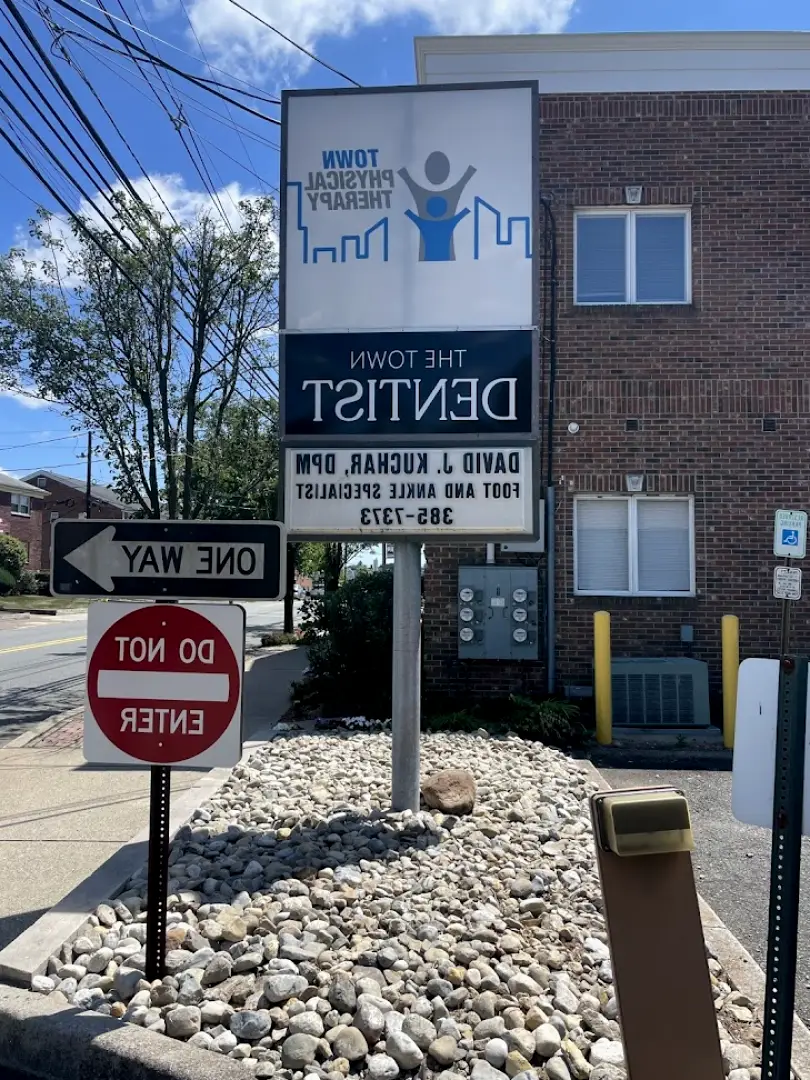 TOWN
PHYSICAL
THERAPY
THE TOWN
DENTIST
DAVID J. KUCHAR, DPM
FOOT AND ANKLE SPECIALIST
385-7373
ONE WAY
DO NOT
ENTER